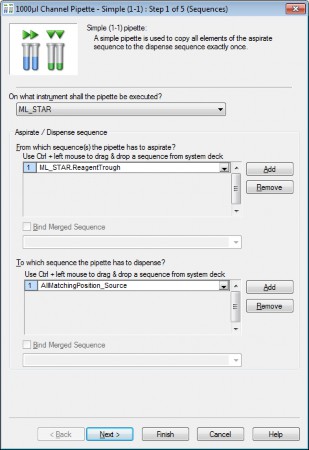 1000µl Channel Pipette - Simple (1-1) : Step 1 of 5 (Sequences)
Simple (1-1) pipette:
A simple pipette is used to copy all elements of the aspirate
sequence to the dispense sequence exactly once.
On what instrument shall the pipette be executed?
ML_STAR
Aspirate / Dispense sequence
From which sequence(s) the pipette has to aspirate?
Use Ctrl + left mouse to drag & drop a sequence from system deck
1 ML_STAR.ReagentTrough
Add
Remove
Bind Merged Sequence
To which sequence the pipette has to dispense?
Use Ctrl + left mouse to drag & drop a sequence from system deck
1 AllMatchingPosition_Source
Add
Remove
Bind Merged Sequence
< Back Next > Finish Cancel Help